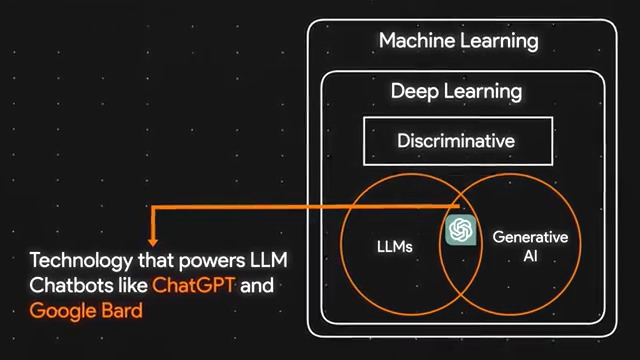 Machine Learning
Deep Learning
Discriminative
LLMs
Generative
AI
Technology that powers LLM
Chatbots like ChatGPT and
Google Bard